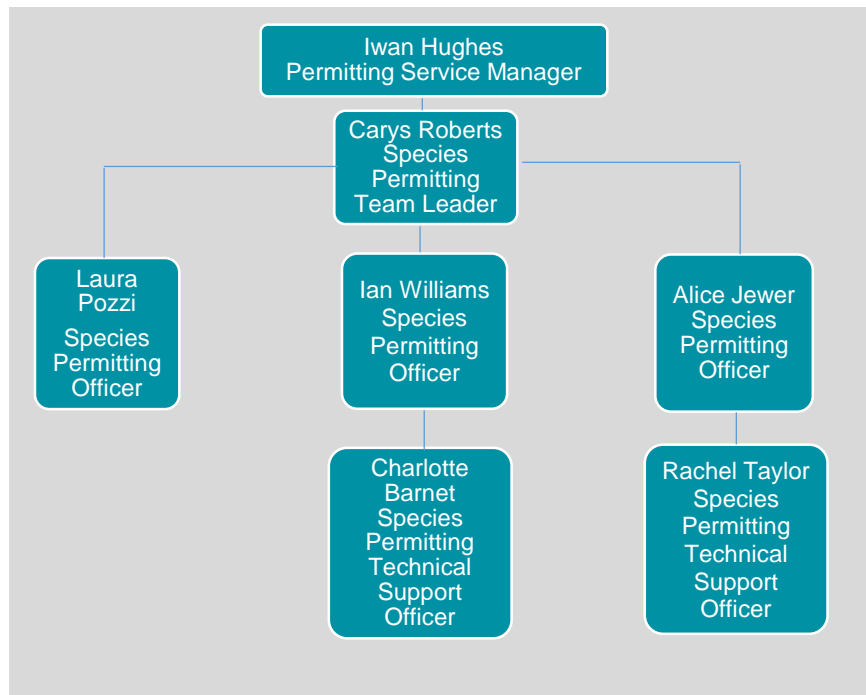 Iwan Hughes
Permitting Service Manager
Carys Roberts
Species
Permitting
Team Leader
Laura
Pozzi
Species
Permitting
Officer
Ian Williams
Species
Permitting
Officer
Alice Jewer
Species
Permitting
Officer
Charlotte
Barnet
Species
Permitting
Technical
Support
Officer
Rachel Taylor
Species
Permitting
Technical
Support
Officer